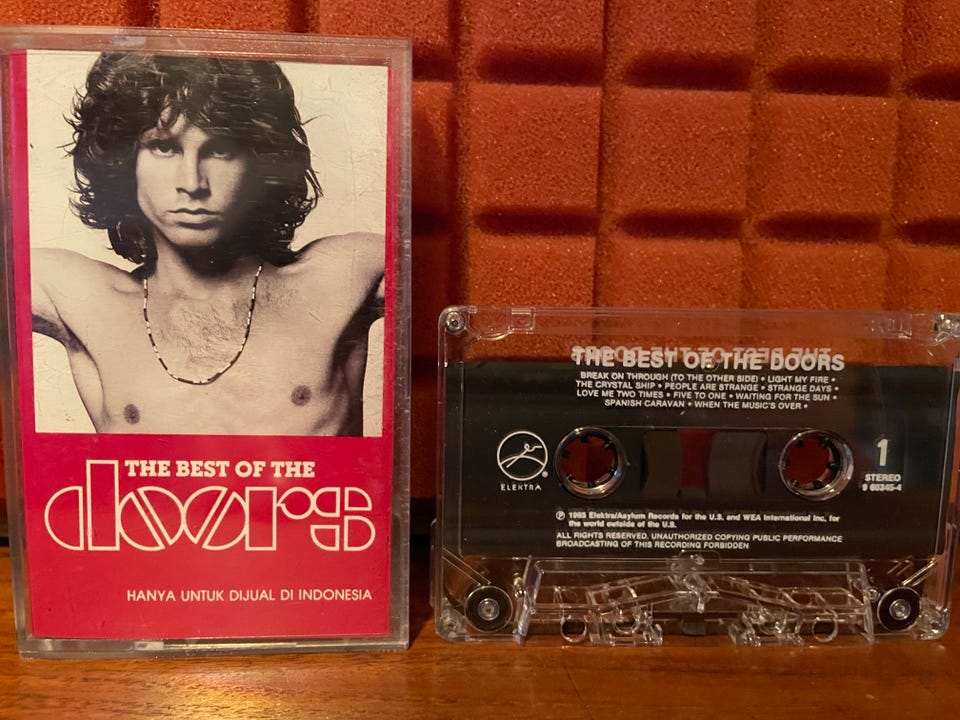 THE BEST OF THE
doors
HANYA UNTUK DIJUAL DI INDONESIA
THE BEST OF THE DOORS
BREAK ON THROUGH (TO THE OTHER SIDE) • LIGHT MY FIRE •
THE CRYSTAL SHIP • PEOPLE ARE STRANGE • STRANGE DAYS •
LOVE ME TWO TIMES • FIVE TO ONE • WAITING FOR THE SUN •
SPANISH CARAVAN • WHEN THE MUSIC'S OVER •
ELEKTRA
1
STEREO
9 60345-4
℗ 1985 Elektra/Asylum Records for the U.S. and WEA International Inc. for
the world outside of the U.S.
ALL RIGHTS RESERVED. UNAUTHORIZED COPYING PUBLIC PERFORMANCE
BROADCASTING OF THIS RECORDING FORBIDDEN